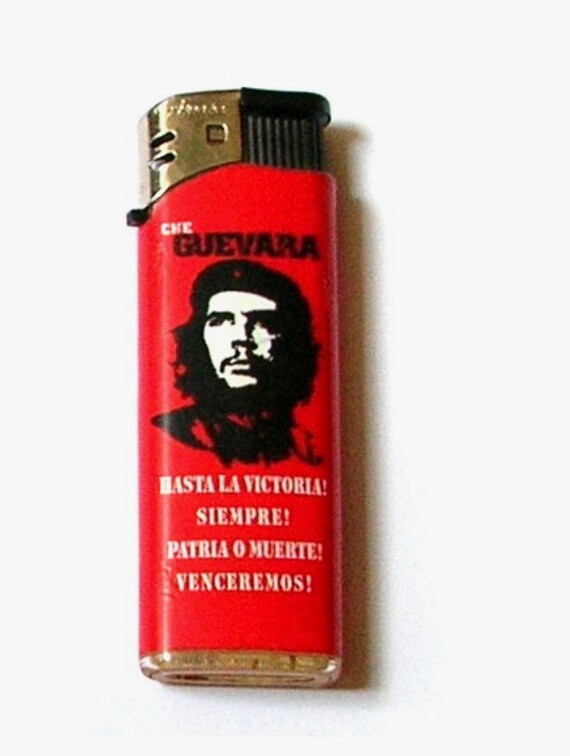 CHE
GUEVARA
HASTA LA VICTORIA!
SIEMPRE!
PATRIA O MUERTE!
VENCEREMOS!